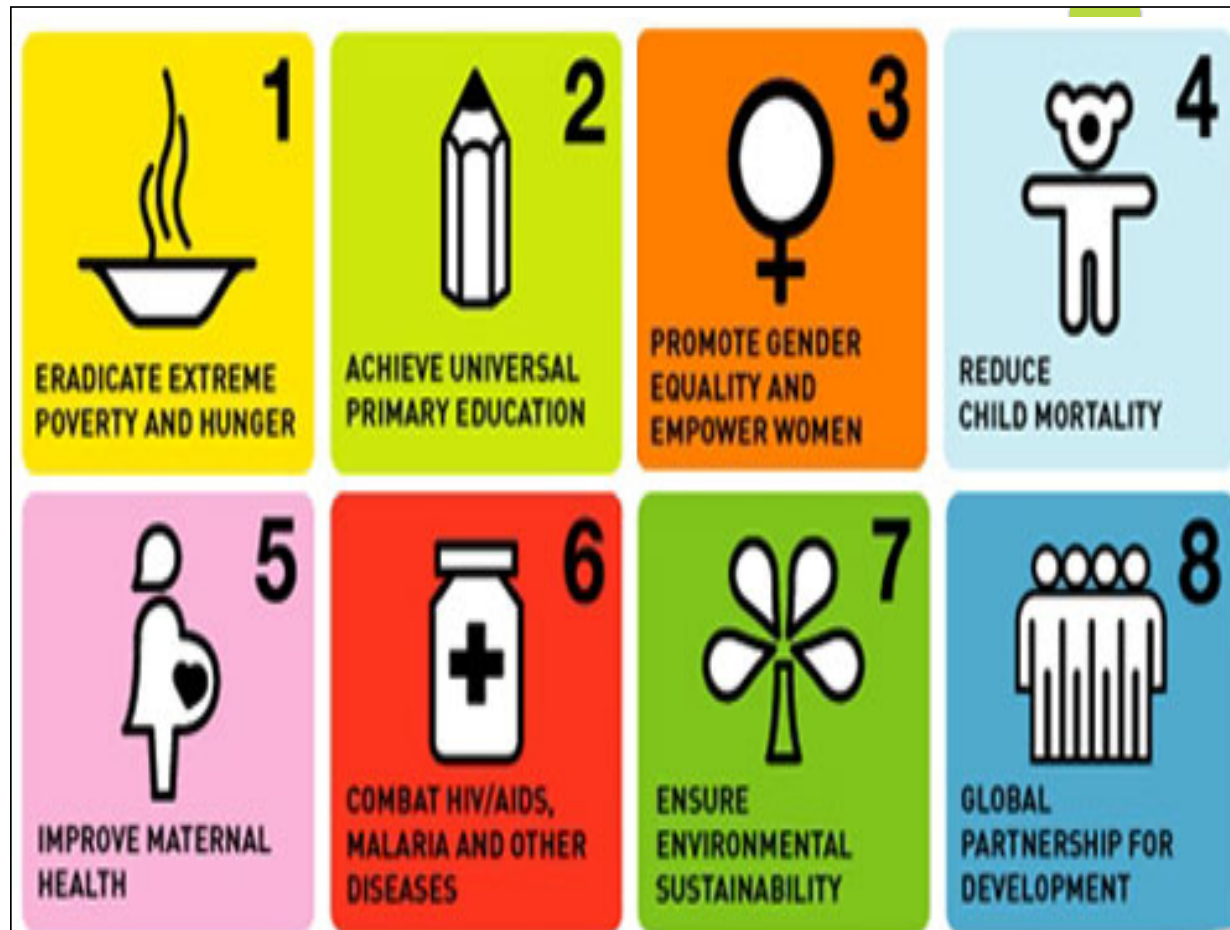 1
ERADICATE EXTREME
POVERTY AND HUNGER
2
ACHIEVE UNIVERSAL
PRIMARY EDUCATION
3
PROMOTE GENDER
EQUALITY AND
EMPOWER WOMEN
4
REDUCE
CHILD MORTALITY
5
IMPROVE MATERNAL
HEALTH
6
COMBAT HIV/AIDS,
MALARIA AND OTHER
DISEASES
7
ENSURE
ENVIRONMENTAL
SUSTAINABILITY
8
GLOBAL
PARTNERSHIP FOR
DEVELOPMENT